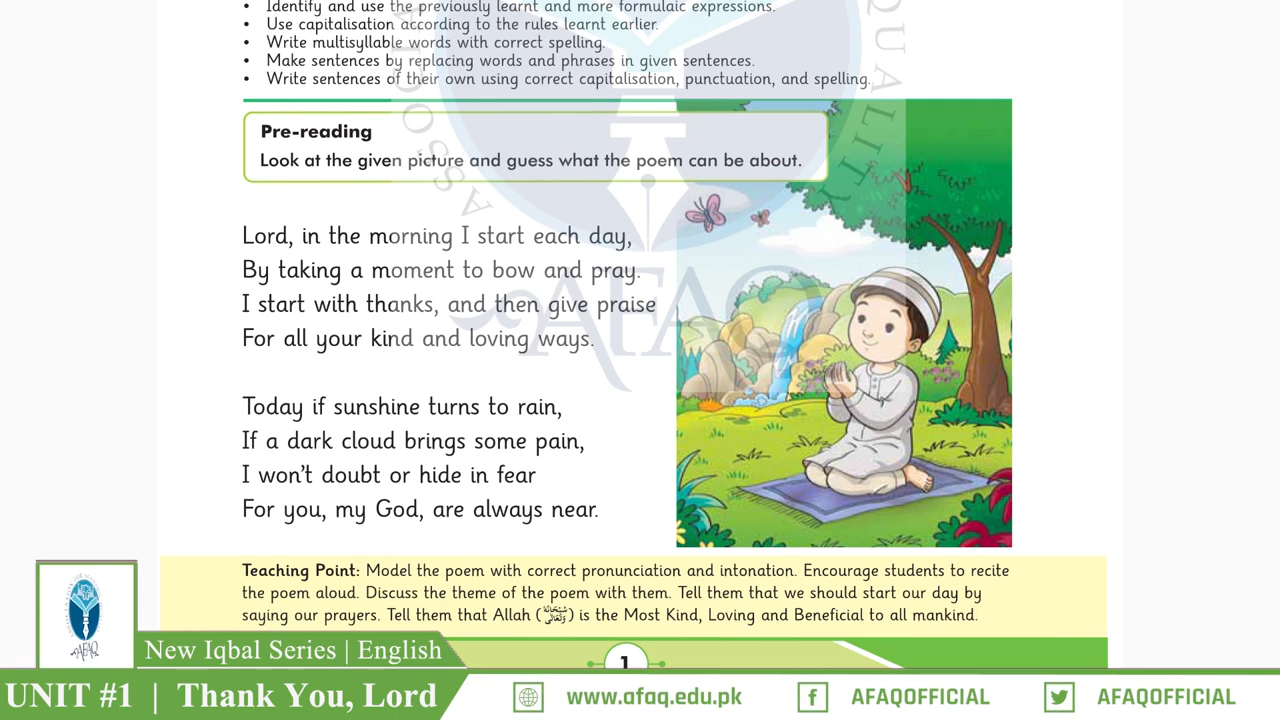 • Identify and use the previously learnt and more formulaic expressions.
• Use capitalisation according to the rules learnt earlier.
• Write multisyllable words with correct spelling.
• Make sentences by replacing words and phrases in given sentences.
• Write sentences of their own using correct capitalisation, punctuation, and spelling.
Pre-reading
Look at the given picture and guess what the poem can be about.
Lord, in the morning I start each day,
By taking a moment to bow and pray.
I start with thanks, and then give praise
For all your kind and loving ways.
Today if sunshine turns to rain,
If a dark cloud brings some pain,
I won't doubt or hide in fear
For you, my God, are always near.
AFAQ
QUALITY
Teaching Point: Model the poem with correct pronunciation and intonation. Encourage students to recite
the poem aloud. Discuss the theme of the poem with them. Tell them that we should start our day by
saying our prayers. Tell them that Allah (سُبْحَانَهُ وَتَعَالَى) is the Most Kind, Loving and Beneficial to all mankind.
1
AFAQ
New Iqbal Series | English
UNIT #1 | Thank You, Lord
www.afaq.edu.pk
AFAQOFFICIAL
AFAQOFFICIAL